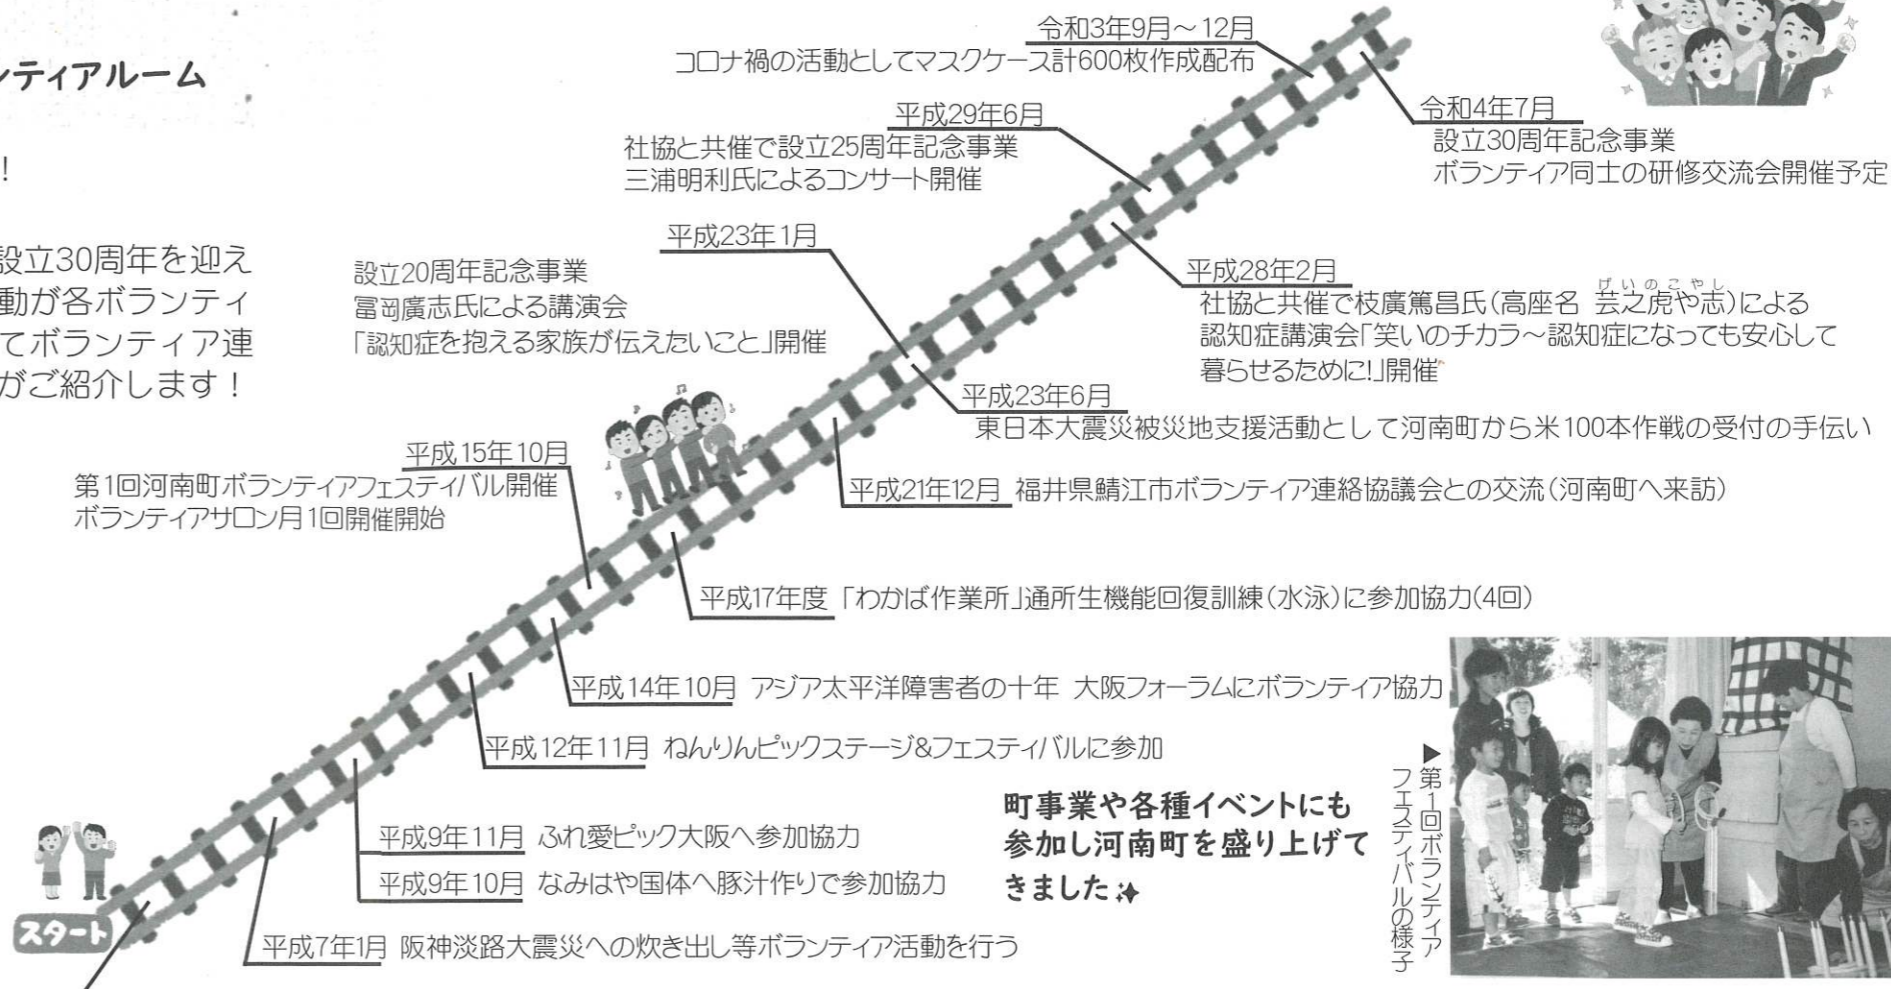 ンティアルーム
!
設立30周年を迎え
動が各ボランティ
てボランティア連
がご紹介します!
令和3年9月～12月
コロナ禍の活動としてマスクケース計600枚作成配布
令和4年7月
設立30周年記念事業
ボランティア同士の研修交流会開催予定
平成29年6月
社協と共催で設立25周年記念事業
三浦明利氏によるコンサート開催
平成28年2月
げいのこやし
社協と共催で枝廣篤昌氏(高座名 芸之虎や志)による
認知症講演会「笑いのチカラ～認知症になっても安心して
暮らせるために!」開催
平成23年1月
設立20周年記念事業
冨岡廣志氏による講演会
「認知症を抱える家族が伝えたいこと」開催
平成23年6月
東日本大震災被災地支援活動として河南町から米100本作戦の受付の手伝い
平成21年12月 福井県鯖江市ボランティア連絡協議会との交流(河南町へ来訪)
平成15年10月
第1回河南町ボランティアフェスティバル開催
ボランティアサロン月1回開催開始
平成17年度 「わかば作業所」通所生機能回復訓練(水泳)に参加協力(4回)
平成14年10月 アジア太平洋障害者の十年 大阪フォーラムにボランティア協力
平成12年11月 ねんりんピックステージ&フェスティバルに参加
平成9年11月 ふれ愛ピック大阪へ参加協力
平成9年10月 なみはや国体へ豚汁作りで参加協力
平成7年1月 阪神淡路大震災への炊き出し等ボランティア活動を行う
スタート
町事業や各種イベントにも
参加し河南町を盛り上げて
きました
▶第1回ボランティア
フェスティバルの様子